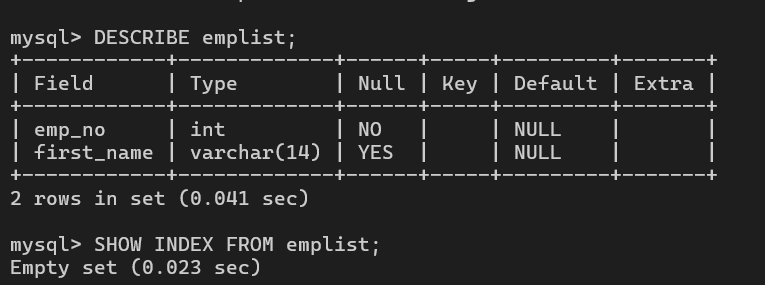 mysql> DESCRIBE emplist;
+------------+-------------+------+-----+---------+-------+
| Field      | Type        | Null | Key | Default | Extra |
+------------+-------------+------+-----+---------+-------+
| emp_no     | int         | NO   |     | NULL    |       |
| first_name | varchar(14) | YES  |     | NULL    |       |
+------------+-------------+------+-----+---------+-------+
2 rows in set (0.041 sec)
mysql> SHOW INDEX FROM emplist;
Empty set (0.023 sec)